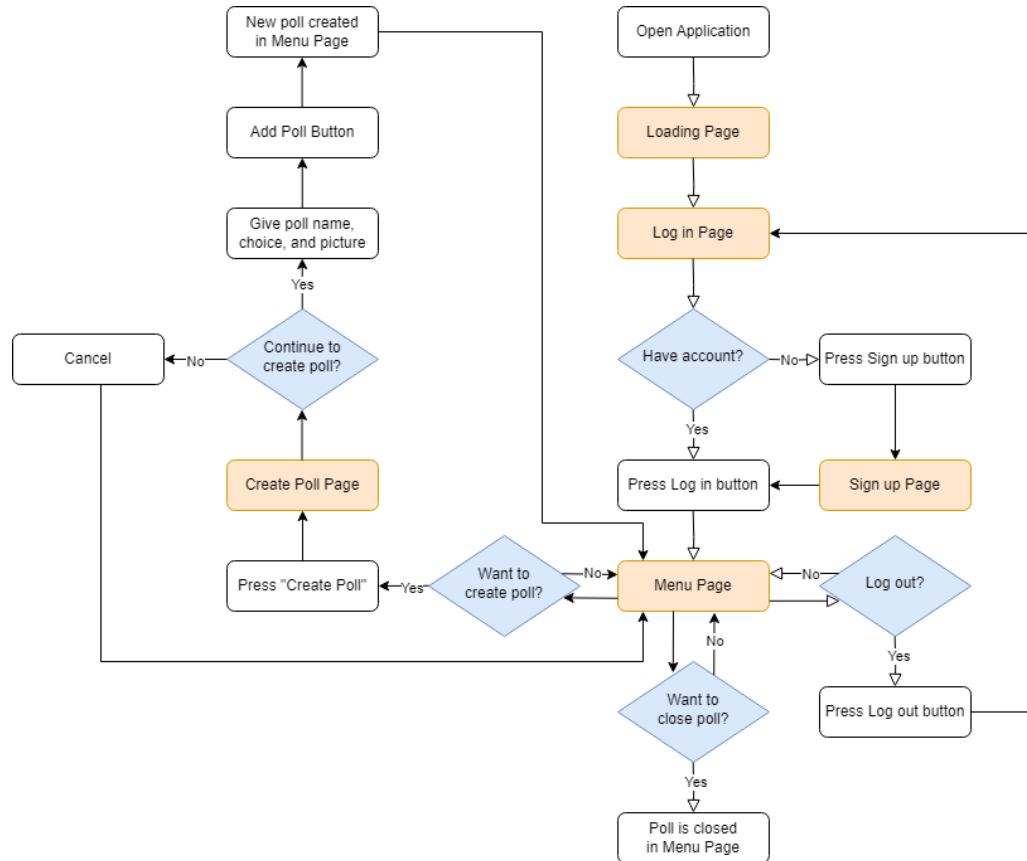 New poll created
in Menu Page
Open Application
Add Poll Button
Loading Page
Give poll name,
choice, and picture
Log in Page
Yes
Cancel
No
Continue to
create poll?
Have account?
No
Press Sign up button
Yes
Create Poll Page
Press Log in button
Sign up Page
Press "Create Poll"
Yes
Want to
create poll?
No
Menu Page
No
Log out?
No
Yes
Want to
close poll?
Press Log out button
Yes
Poll is closed
in Menu Page